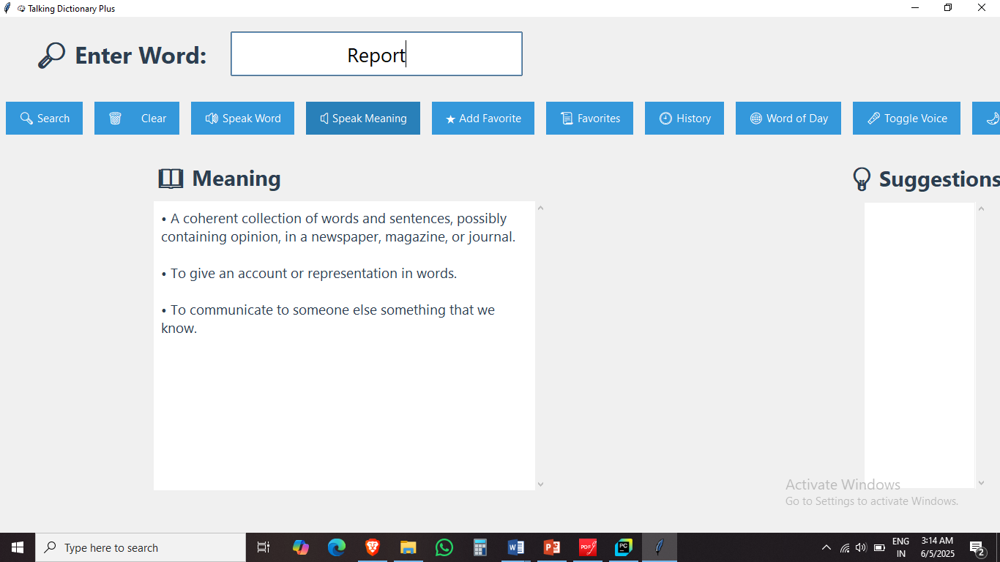 Talking Dictionary Plus
Enter Word:
Report
Search
Clear
Speak Word
Speak Meaning
Add Favorite
Favorites
History
Word of Day
Toggle Voice
Meaning
Suggestions
• A coherent collection of words and sentences, possibly
containing opinion, in a newspaper, magazine, or journal.
• To give an account or representation in words.
• To communicate to someone else something that we
know.
Activate Windows
Go to Settings to activate Windows.
Type here to search
PDF
PC
ENG
IN
3:14 AM
6/5/2025
2